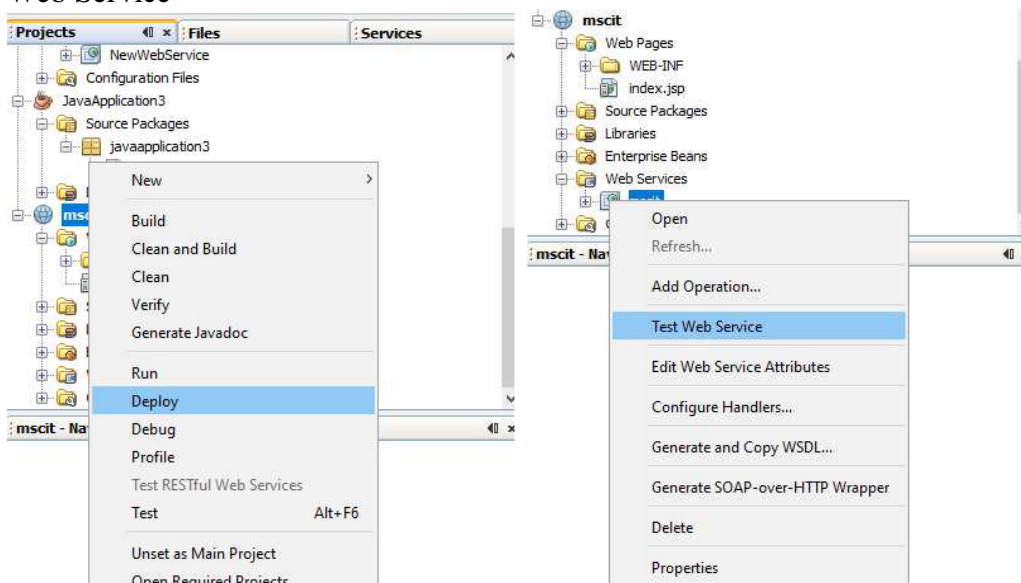 Web Service
Projects
Files
Services
NewWebService
Configuration Files
JavaApplication3
Source Packages
javaapplication3
New
Build
Clean and Build
Clean
Verify
Generate Javadoc
Run
Deploy
Debug
Profile
Test RESTful Web Services
Test Alt+F6
Unset as Main Project
Open Required Projects
mscit - Na
mscit
Web Pages
WEB-INF
index.jsp
Source Packages
Libraries
Enterprise Beans
Web Services
mscit
Open
Refresh...
Add Operation...
Test Web Service
Edit Web Service Attributes
Configure Handlers...
Generate and Copy WSDL...
Generate SOAP-over-HTTP Wrapper
Delete
Properties
mscit - Na